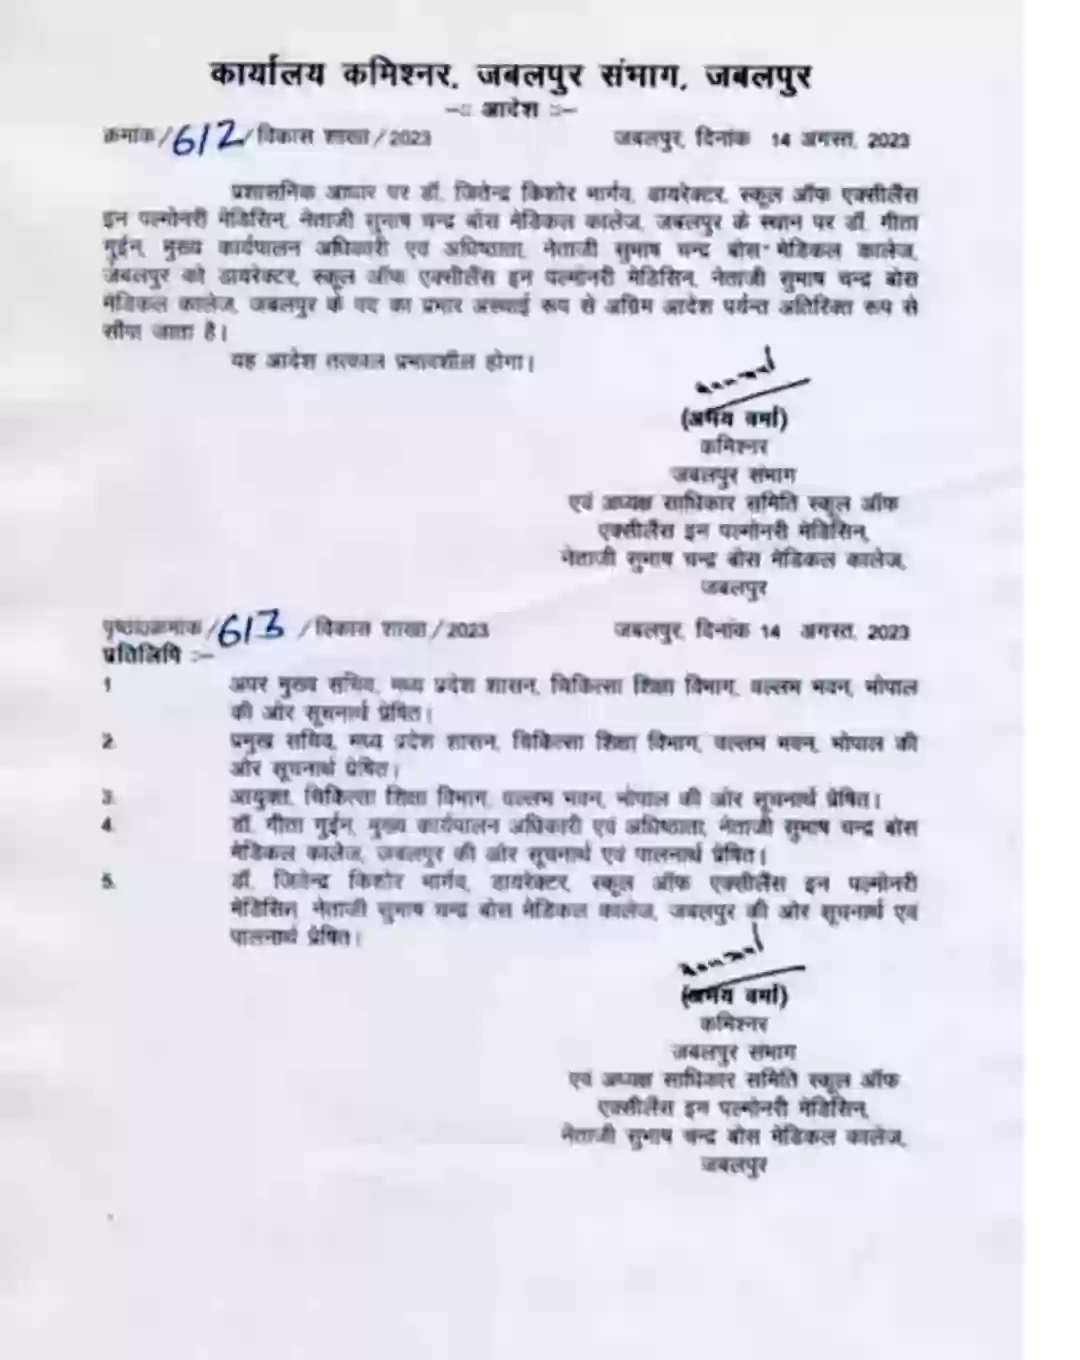 कार्यालय कमिश्नर, जबलपुर संभाग, जबलपुर
-:: आदेश ::-
क्रमांक/612/विकास शाखा/2023 जबलपुर, दिनांक 14 अगस्त, 2023
प्रशासनिक आधार पर डॉ. जितेन्द्र किशोर भार्गव, डायरेक्टर, स्कूल ऑफ एक्सीलेंस
इन पल्मोनरी मेडिसिन, नेताजी सुभाष चन्द्र बोस मेडिकल कालेज, जबलपुर के स्थान पर डॉ. गीता
गुईन, मुख्य कार्यपालन अधिकारी एवं अधिष्ठाता, नेताजी सुभाष चन्द्र बोस मेडिकल कालेज,
जबलपुर को डायरेक्टर, स्कूल ऑफ एक्सीलेंस इन पल्मोनरी मेडिसिन, नेताजी सुभाष चन्द्र बोस
मेडिकल कालेज, जबलपुर के पद का प्रभार अस्थाई रूप से अग्रिम आदेश पर्यन्त अतिरिक्त रूप से
सौंपा जाता है।
यह आदेश तत्काल प्रभावशील होगा।
(अभय वर्मा)
कमिश्नर
जबलपुर संभाग
एवं अध्यक्ष साधिकार समिति स्कूल ऑफ
एक्सीलेंस इन पल्मोनरी मेडिसिन,
नेताजी सुभाष चन्द्र बोस मेडिकल कालेज,
जबलपुर
पृष्ठांकनक्रमांक/613/विकास शाखा/2023 जबलपुर, दिनांक 14 अगस्त, 2023
प्रतिलिपि :-
1 अपर मुख्य सचिव, मध्य प्रदेश शासन, चिकित्सा शिक्षा विभाग, वल्लभ भवन, भोपाल
की ओर सूचनार्थ प्रेषित।
2. प्रमुख सचिव, मध्य प्रदेश शासन, चिकित्सा शिक्षा विभाग, वल्लभ भवन, भोपाल की
ओर सूचनार्थ प्रेषित।
3. आयुक्त, चिकित्सा शिक्षा विभाग, वल्लभ भवन, भोपाल की ओर सूचनार्थ प्रेषित।
4. डॉ. गीता गुईन, मुख्य कार्यपालन अधिकारी एवं अधिष्ठाता, नेताजी सुभाष चन्द्र बोस
मेडिकल कालेज, जबलपुर की ओर सूचनार्थ एवं पालनार्थ प्रेषित।
5. डॉ. जितेन्द्र किशोर भार्गव, डायरेक्टर, स्कूल ऑफ एक्सीलेंस इन पल्मोनरी
मेडिसिन, नेताजी सुभाष चन्द्र बोस मेडिकल कालेज, जबलपुर की ओर सूचनार्थ एवं
पालनार्थ प्रेषित।
(अभय वर्मा)
कमिश्नर
जबलपुर संभाग
एवं अध्यक्ष साधिकार समिति स्कूल ऑफ
एक्सीलेंस इन पल्मोनरी मेडिसिन,
नेताजी सुभाष चन्द्र बोस मेडिकल कालेज,
जबलपुर